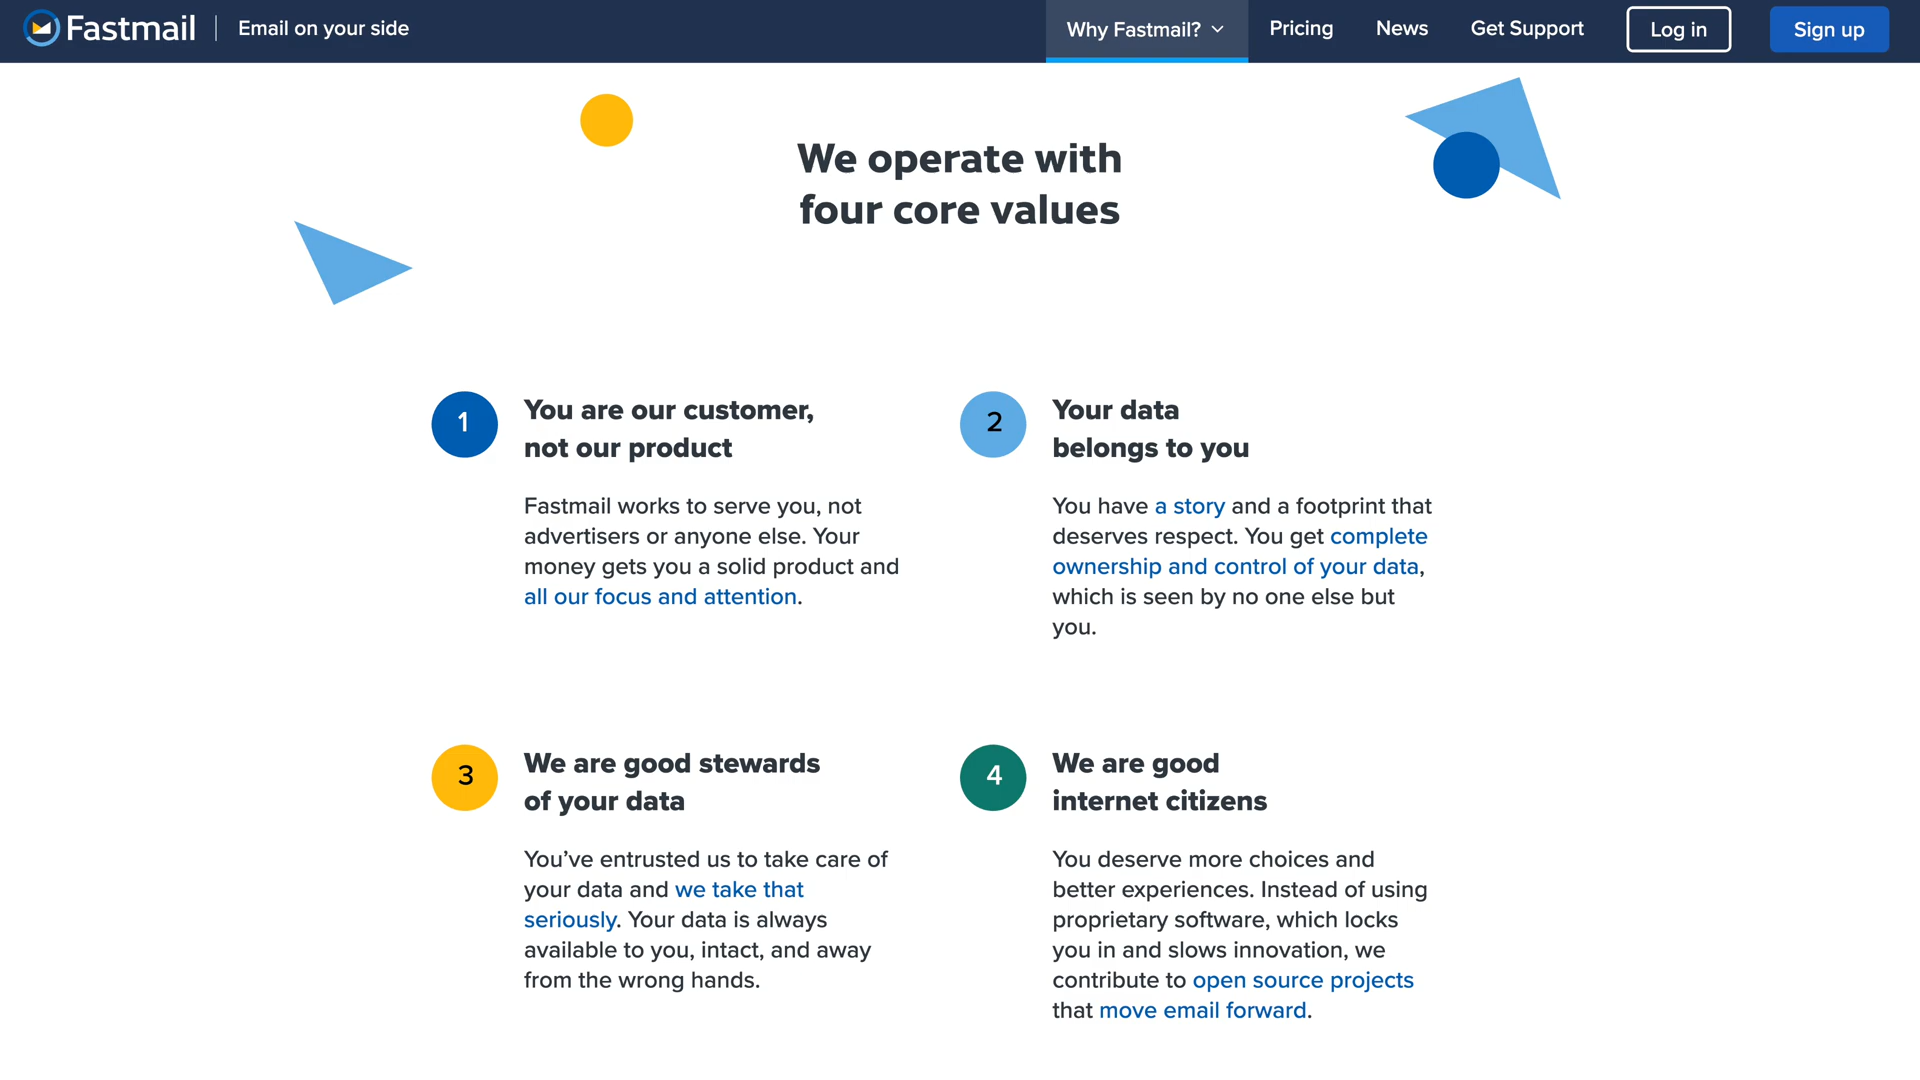 Fastmail
Email on your side
Why Fastmail?
Pricing
News
Get Support
Log in
Sign up
We operate with
four core values
1
You are our customer,
not our product
Fastmail works to serve you, not
advertisers or anyone else. Your
money gets you a solid product and
all our focus and attention.
2
Your data
belongs to you
You have a story and a footprint that
deserves respect. You get complete
ownership and control of your data,
which is seen by no one else but
you.
3
We are good stewards
of your data
You’ve entrusted us to take care of
your data and we take that
seriously. Your data is always
available to you, intact, and away
from the wrong hands.
4
We are good
internet citizens
You deserve more choices and
better experiences. Instead of using
proprietary software, which locks
you in and slows innovation, we
contribute to open source projects
that move email forward.